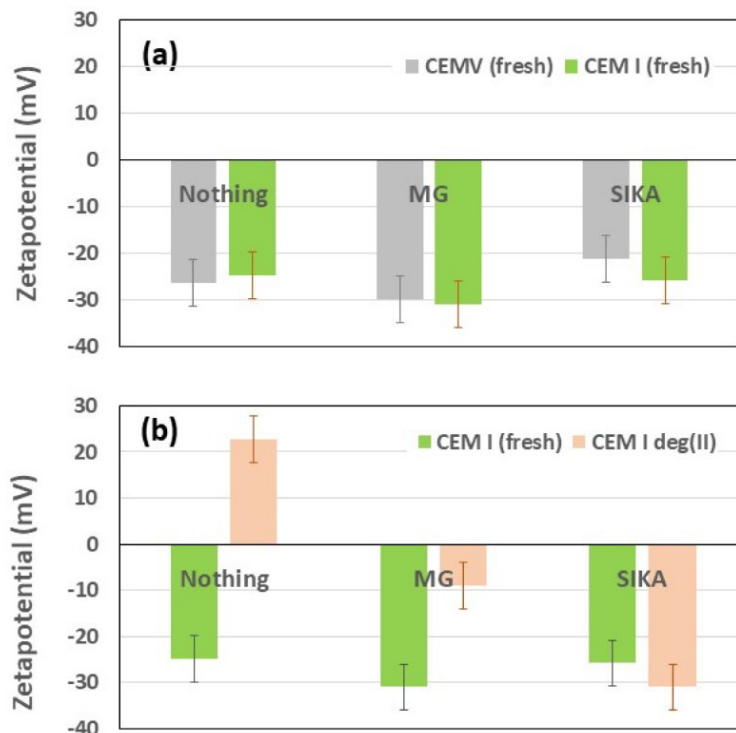 (a)
CEMV (fresh) CEM I (fresh)
Zetapotential (mV)
30
20
10
0
-10
-20
-30
-40
Nothing MG SIKA
(b)
CEM I (fresh) CEM I deg(II)
Zetapotential (mV)
30
20
10
0
-10
-20
-30
-40
Nothing MG SIKA